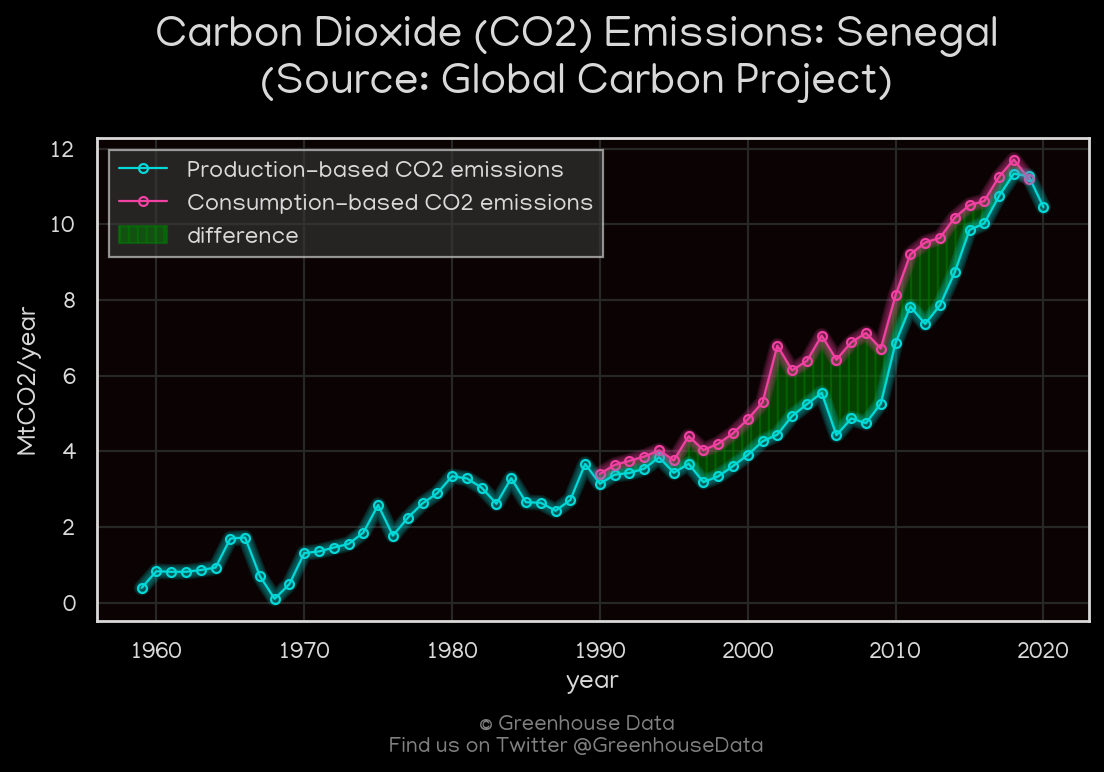 Carbon Dioxide (CO2) Emissions: Senegal
(Source: Global Carbon Project)
12
10
8
6
4
2
0
MtCO2/year
Production-based CO2 emissions
Consumption-based CO2 emissions
difference
1960 1970 1980 1990 2000 2010 2020
year
© Greenhouse Data
Find us on Twitter @GreenhouseData